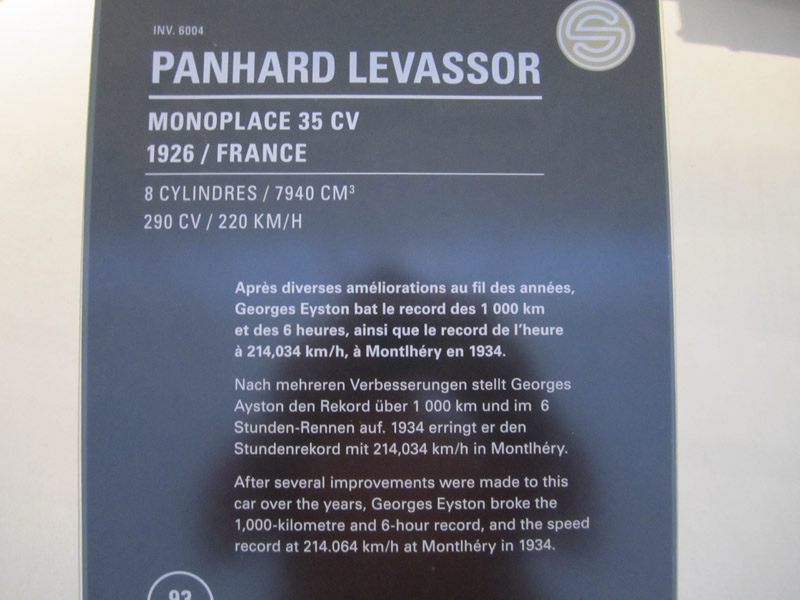 INV. 6004
PANHARD LEVASSOR
MONOPLACE 35 CV
1926 / FRANCE
8 CYLINDRES / 7940 CM³
290 CV / 220 KM/H
Après diverses améliorations au fil des années,
Georges Eyston bat le record des 1 000 km
et des 6 heures, ainsi que le record de l'heure
à 214,034 km/h, à Montlhéry en 1934.
Nach mehreren Verbesserungen stellt Georges
Ayston den Rekord über 1 000 km und im 6
Stunden-Rennen auf. 1934 erringt er den
Stundenrekord mit 214,034 km/h in Montlhéry.
After several improvements were made to this
car over the years, Georges Eyston broke the
1,000-kilometre and 6-hour record, and the speed
record at 214.064 km/h at Montlhéry in 1934.
93